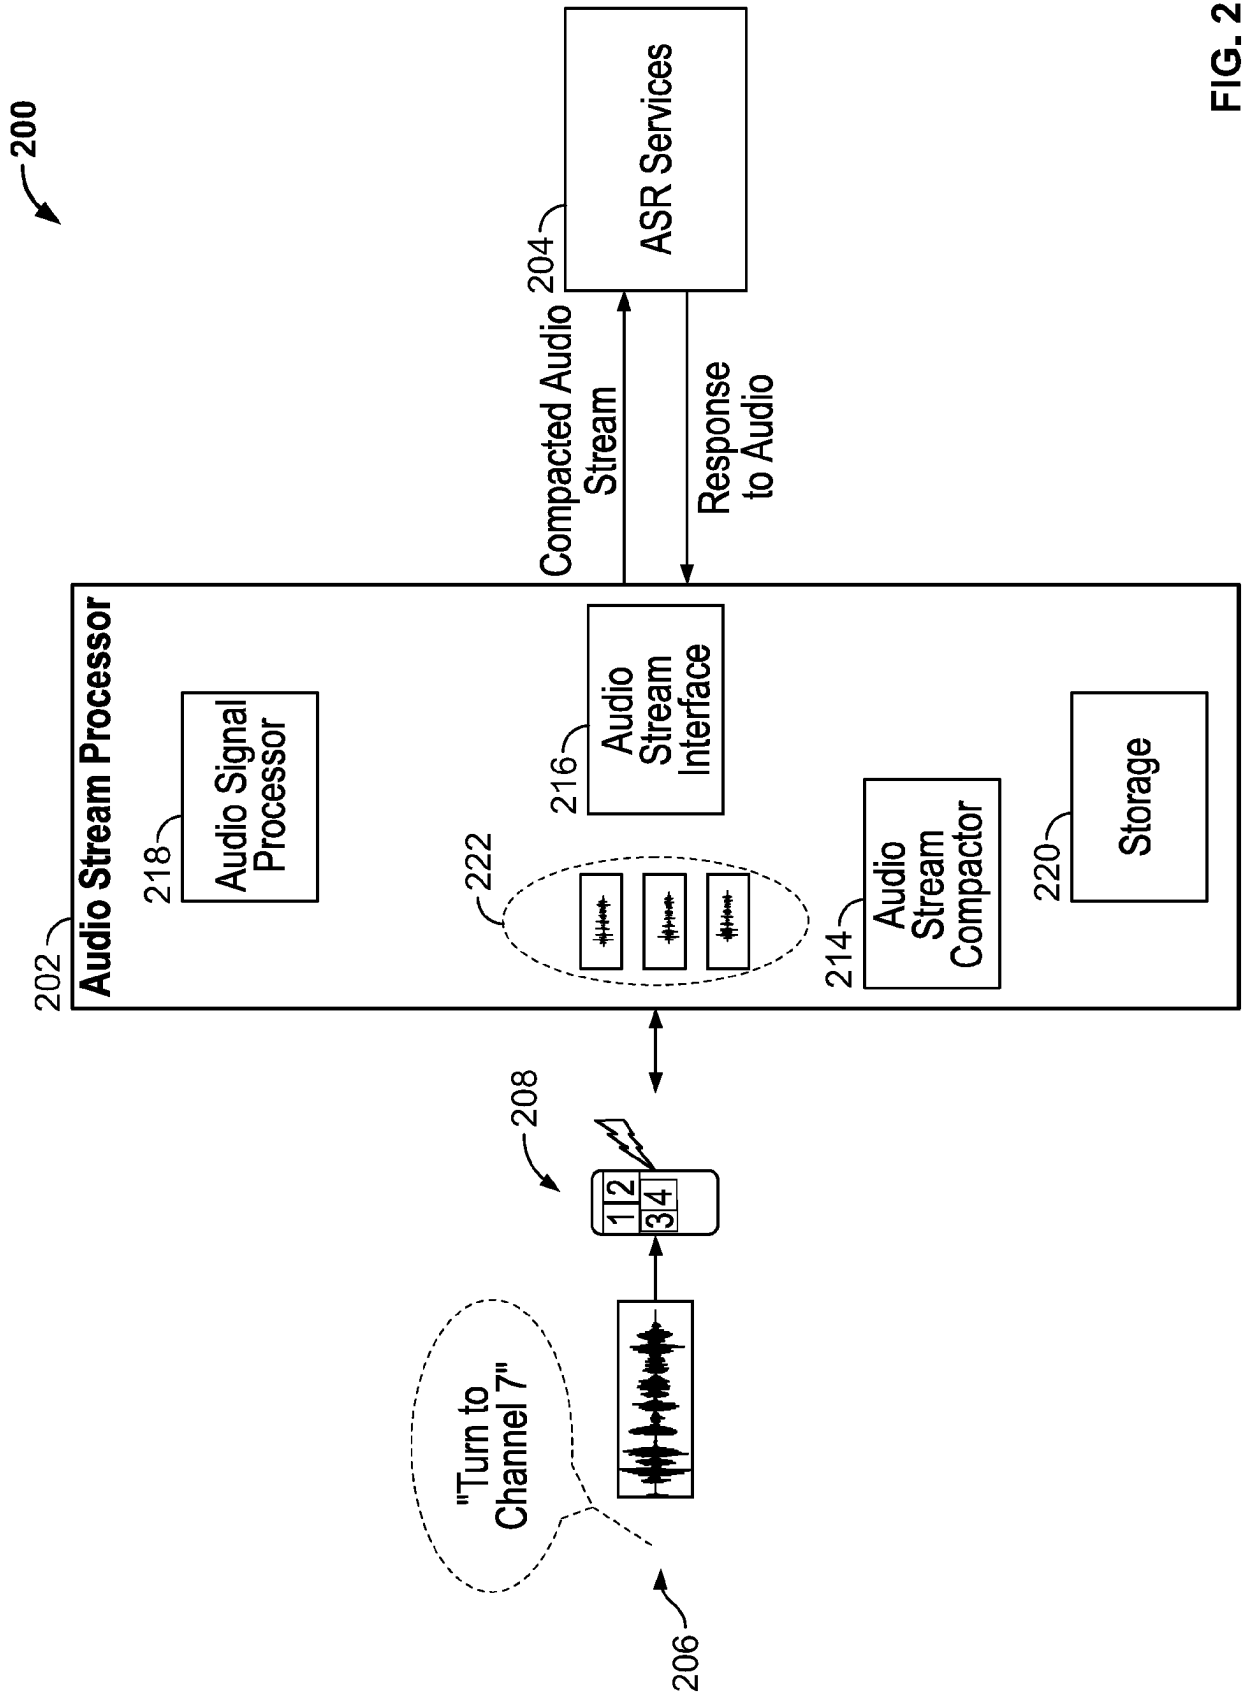 200
202
Audio Stream Processor
218
Audio Signal
Processor
204
ASR Services
Compacted Audio
Stream
Response
to Audio
216
Audio
Stream
Interface
222
208
1 2
3 4
"Turn to
Channel 7"
206
214
Audio
Stream
Compactor
220
Storage
FIG. 2